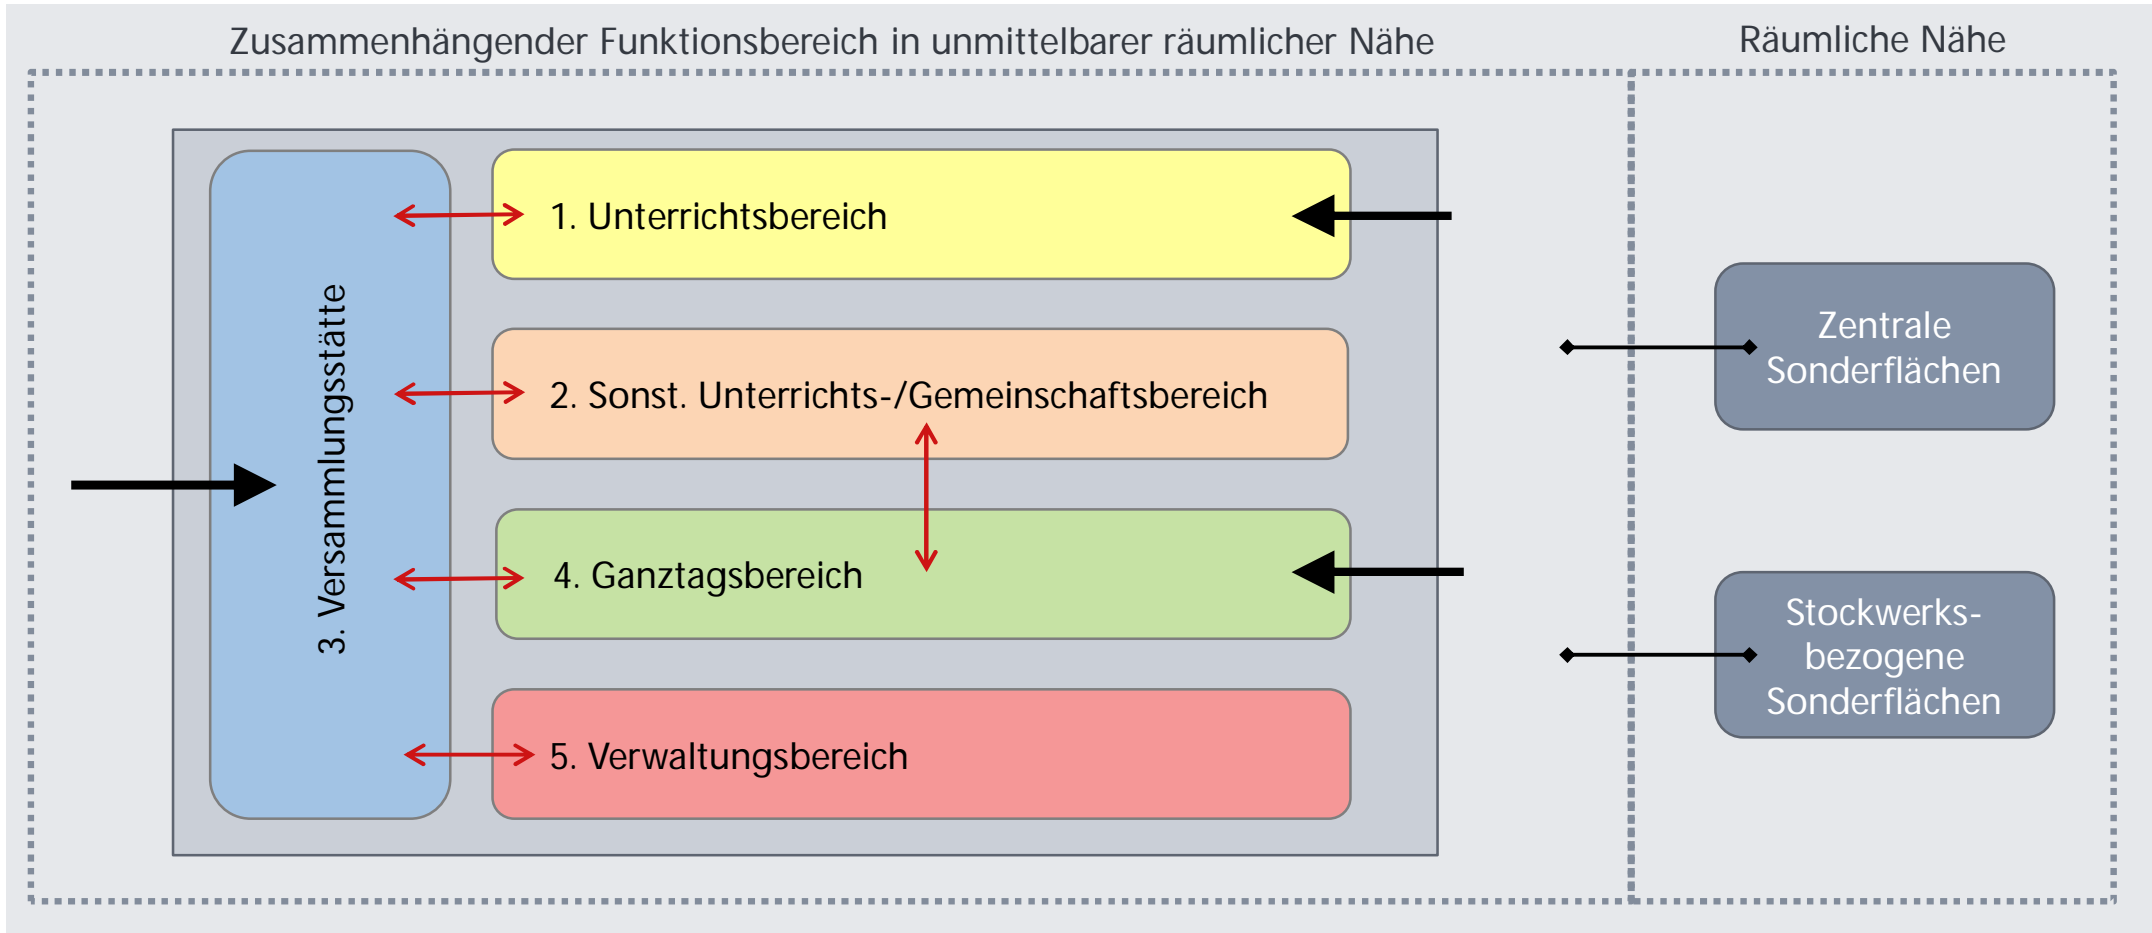 Zusammenhängender Funktionsbereich in unmittelbarer räumlicher Nähe
Räumliche Nähe
3. Versammlungsstätte
1. Unterrichtsbereich
2. Sonst. Unterrichts-/Gemeinschaftsbereich
4. Ganztagsbereich
5. Verwaltungsbereich
Zentrale
Sonderflächen
Stockwerks-
bezogene
Sonderflächen